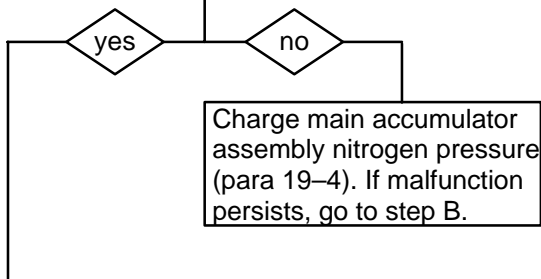 yes
no
Charge main accumulator
assembly nitrogen pressure
(para 19–4). If malfunction
persists, go to step B.